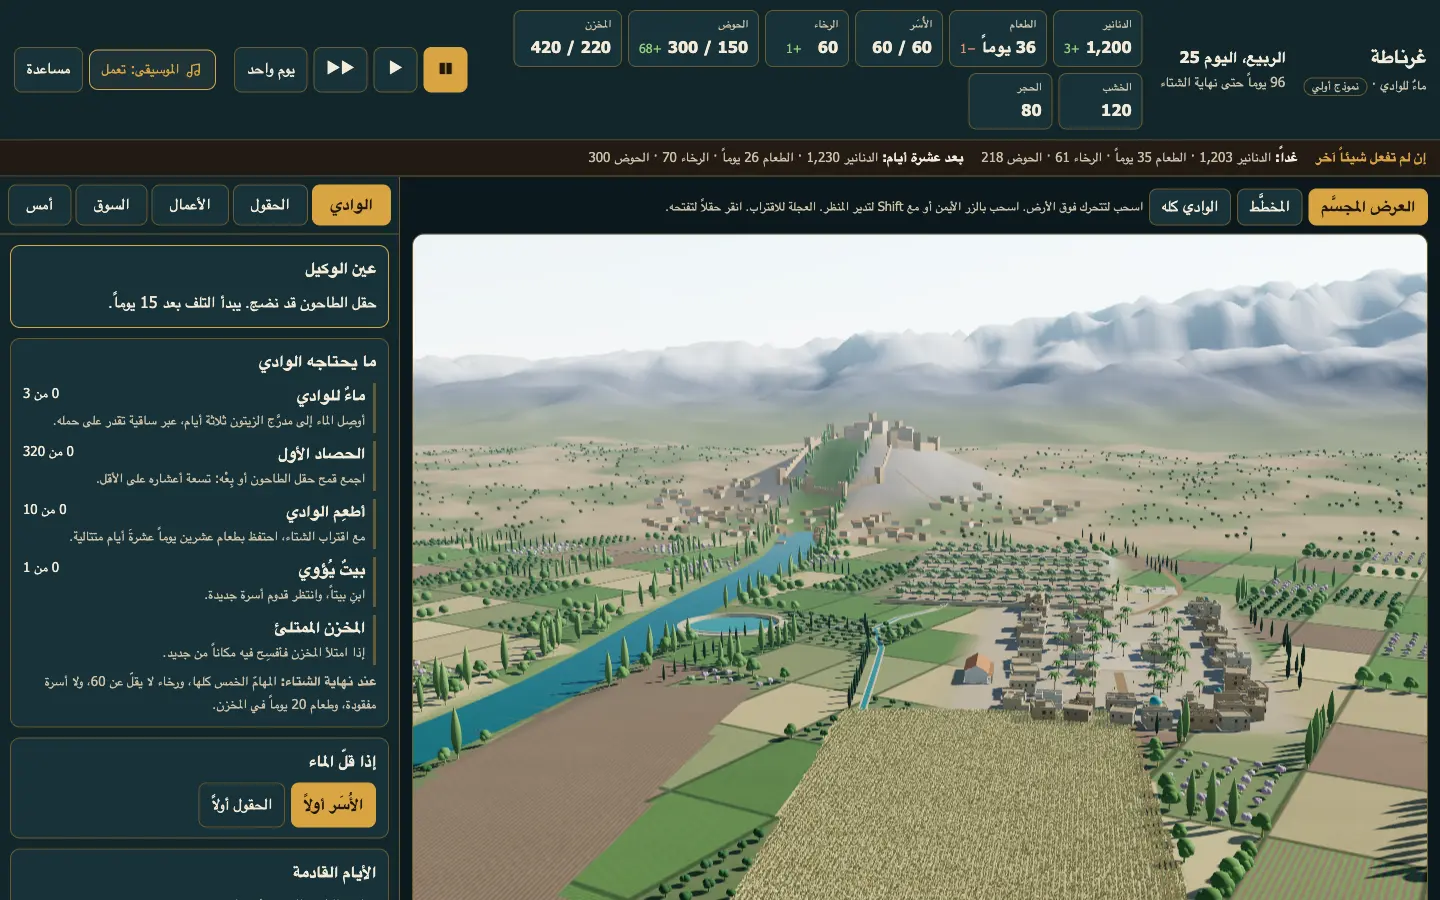 غرناطة
ماءٌ للوادي · نموذج أولي
الربيع، اليوم 25
96 يوماً حتى نهاية الشتاء
الدنانير
1,200 +3
الطعام
36 يوماً −1
الأُسَر
60 / 60
الرخاء
60 +1
الحوض
150 / 300 +68
المخزن
220 / 420
الخشب
120
الحجر
80
يوم واحد
الموسيقى: تعمل
مساعدة
إن لم تفعل شيئاً آخر غداً: الدنانير 1,203 · الطعام 35 يوماً · الرخاء 61 · الحوض 218 بعد عشرة أيام: الدنانير 1,230 · الطعام 26 يوماً · الرخاء 70 · الحوض 300
العرض المجسَّم
المخطَّط
الوادي كله
اسحب لتتحرك فوق الأرض. اسحب بالزر الأيمن أو مع Shift لتدير المنظر. العجلة للاقتراب. انقر حقلاً لتفتحه.
الوادي
الحقول
الأعمال
السوق
أمس
عين الوكيل
حقل الطاحون قد نضج. يبدأ التلف بعد 15 يوماً.
ما يحتاجه الوادي
ماءٌ للوادي 0 من 3
أوصِل الماء إلى مدرَّج الزيتون ثلاثة أيام، عبر ساقية تقدر على حمله.
الحصاد الأول 0 من 320
اجمع قمح حقل الطاحون أو بِعْه: تسعة أعشاره على الأقل.
أطعِم الوادي 0 من 10
مع اقتراب الشتاء، احتفظ بطعام عشرين يوماً عشرةَ أيام متتالية.
بيتٌ يُؤوي 0 من 1
ابنِ بيتاً، وانتظر قدوم أسرة جديدة.
المخزن الممتلئ
إذا امتلأ المخزن فأفسِح فيه مكاناً من جديد.
عند نهاية الشتاء: المهامّ الخمس كلها، ورخاء لا يقلّ عن 60، ولا أسرة
مفقودة، وطعام 20 يوماً في المخزن.
إذا قلّ الماء
الأُسَر أولاً
الحقول أولاً
الأيام القادمة